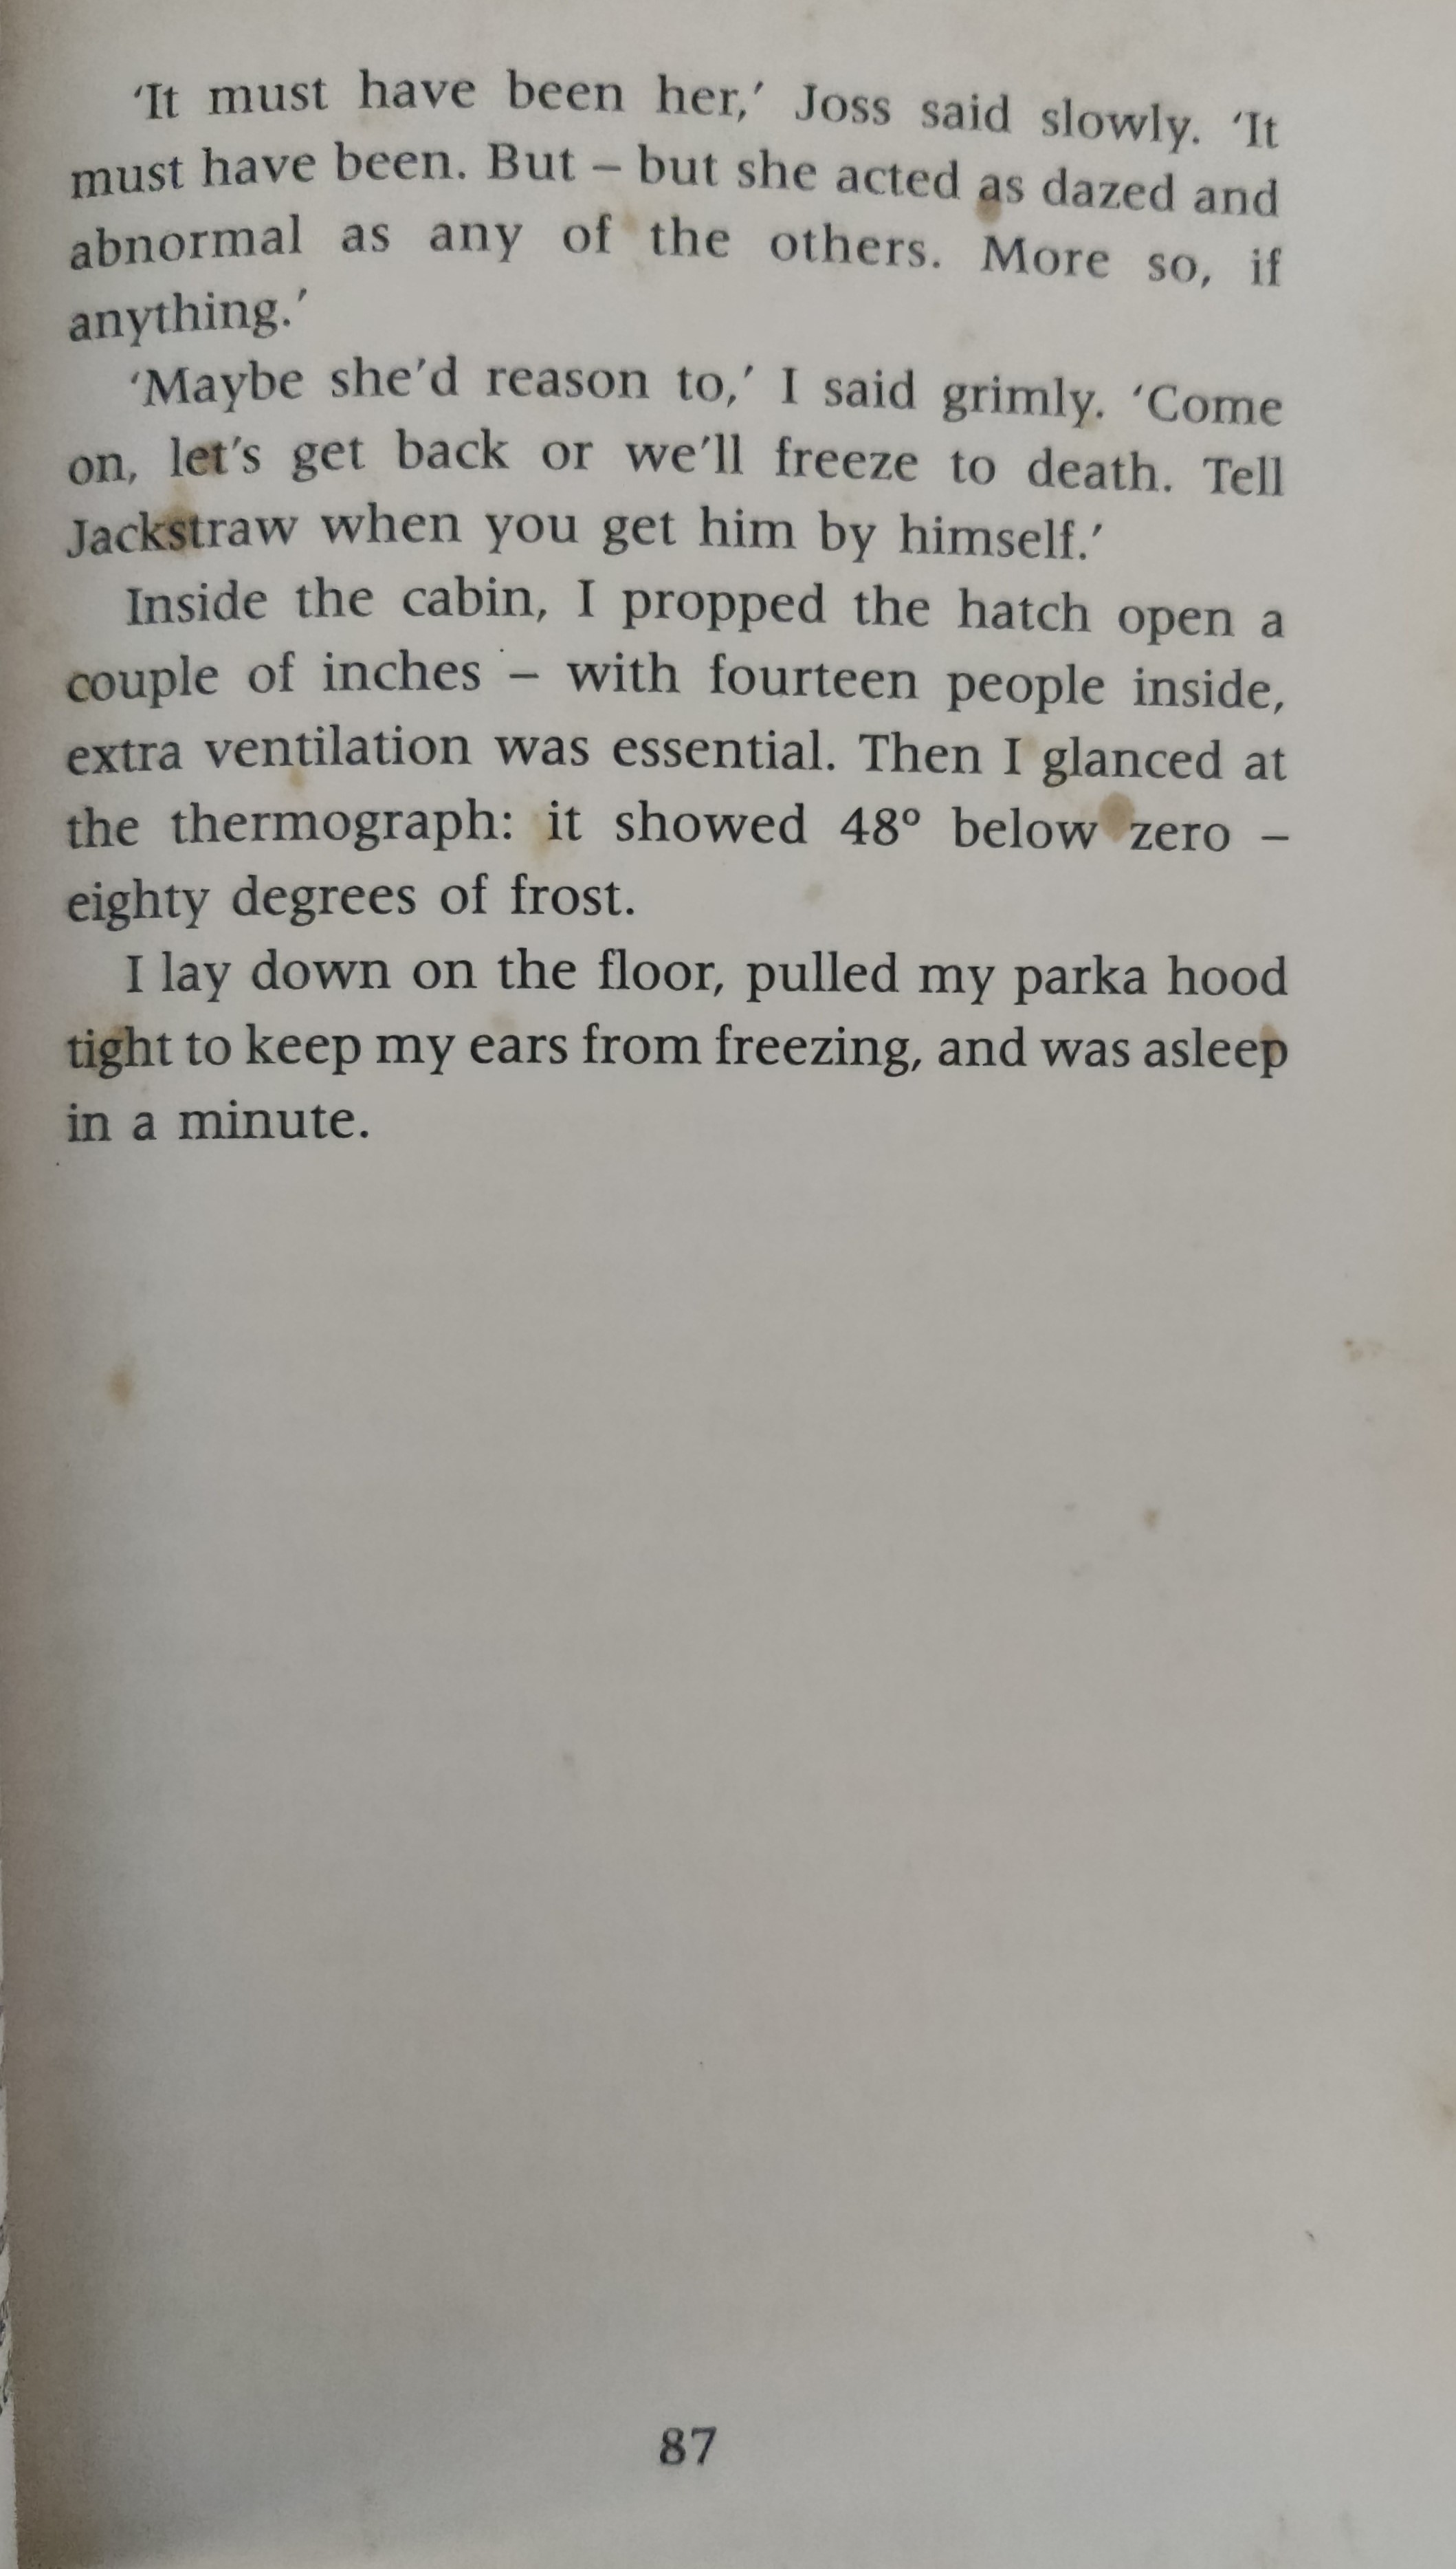 ‘It must have been her,’ Joss said slowly. ‘It
must have been. But – but she acted as dazed and
abnormal as any of the others. More so, if
anything.’
‘Maybe she’d reason to,’ I said grimly. ‘Come
on, let’s get back or we’ll freeze to death. Tell
Jackstraw when you get him by himself.’
Inside the cabin, I propped the hatch open a
couple of inches – with fourteen people inside,
extra ventilation was essential. Then I glanced at
the thermograph: it showed 48º below zero –
eighty degrees of frost.
I lay down on the floor, pulled my parka hood
tight to keep my ears from freezing, and was asleep
in a minute.
87